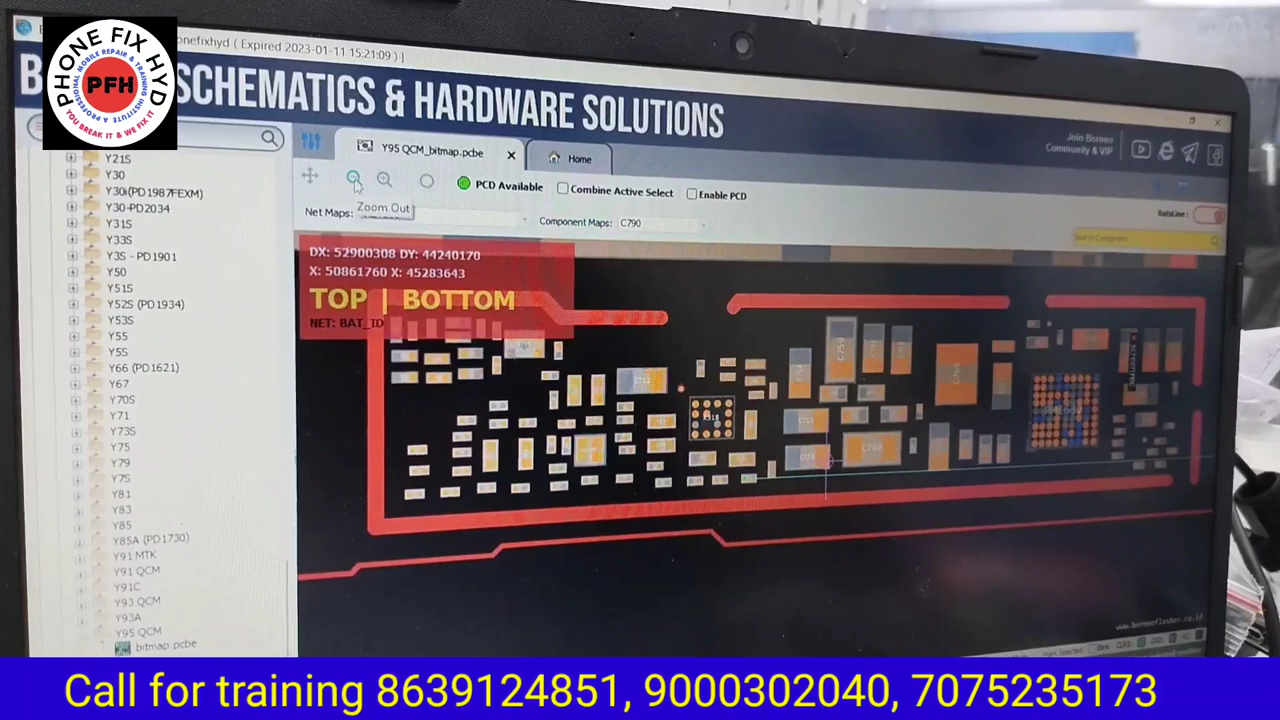 onefixhyd ( Expired 2023-01-11 15:21:09 ) ]
PHONE FIX HYD
PROFESSIONAL MOBILE REPAIR & TRAINING INSTITUTE
PFH
YOU BREAK IT & WE FIX IT
SCHEMATICS & HARDWARE SOLUTIONS
Join Borneo
Community & VIP
Y95 QCM_bitmap.pcbe
Home
PCD Available
Combine Active Select
Enable PCD
Zoom Out
Net Maps:
Component Maps: C790
RatsLine :
Search Component
DX: 52900308 DY: 44240170
X: 50861760 X: 45283643
TOP | BOTTOM
NET: BAT_ID
Y21S
Y30
Y30i(PD1987FEXM)
Y30-PD2034
Y31S
Y33S
Y3S - PD1901
Y50
Y51S
Y52S (PD1934)
Y53S
Y55
Y5S
Y66 (PD1621)
Y67
Y70S
Y71
Y73S
Y75
Y79
Y7S
Y81
Y83
Y85
Y85A (PD1730)
Y91 MTK
Y91 QCM
Y91C
Y93 QCM
Y93A
Y95 QCM
bitmap.pcbe
www.borneoflasher.co.id
Call for training 8639124851, 9000302040, 7075235173